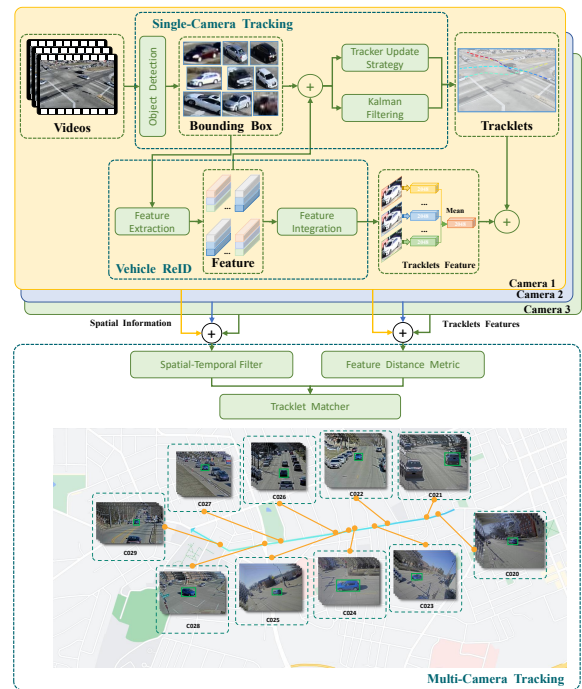 Single-Camera Tracking
Videos
Object Detection
Bounding Box
+
Tracker Update
Strategy
Kalman
Filtering
Tracklets
Feature
Extraction
...
...
Feature
Feature
Integration
Vehicle ReID
...
...
Mean
Tracklets Feature
+
Camera 1
Camera 2
Camera 3
Spatial Information
+
+
Tracklets Features
Spatial-Temporal Filter
Feature Distance Metric
Tracklet Matcher
C027
C026
C022
C021
C029
C020
C028
C025
C024
C023
Multi-Camera Tracking